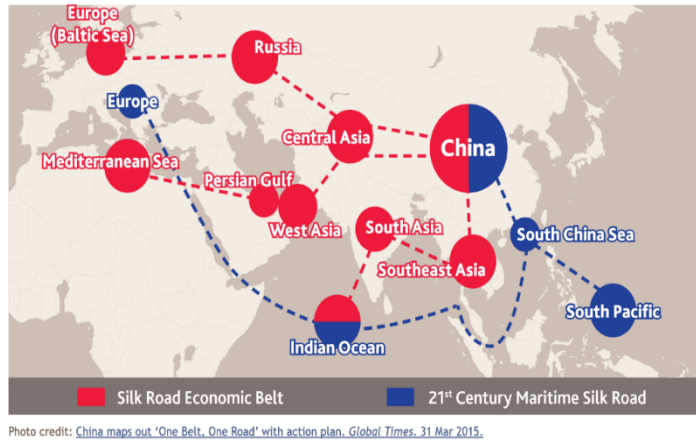 Europe
(Baltic Sea)
Russia
Europe
Central Asia
China
Mediterranean Sea
Persian Gulf
West Asia
South Asia
South China Sea
Southeast Asia
South Pacific
Indian Ocean
Silk Road Economic Belt
21st Century Maritime Silk Road
Photo credit: China maps out ‘One Belt, One Road’ with action plan. Global Times. 31 Mar 2015.